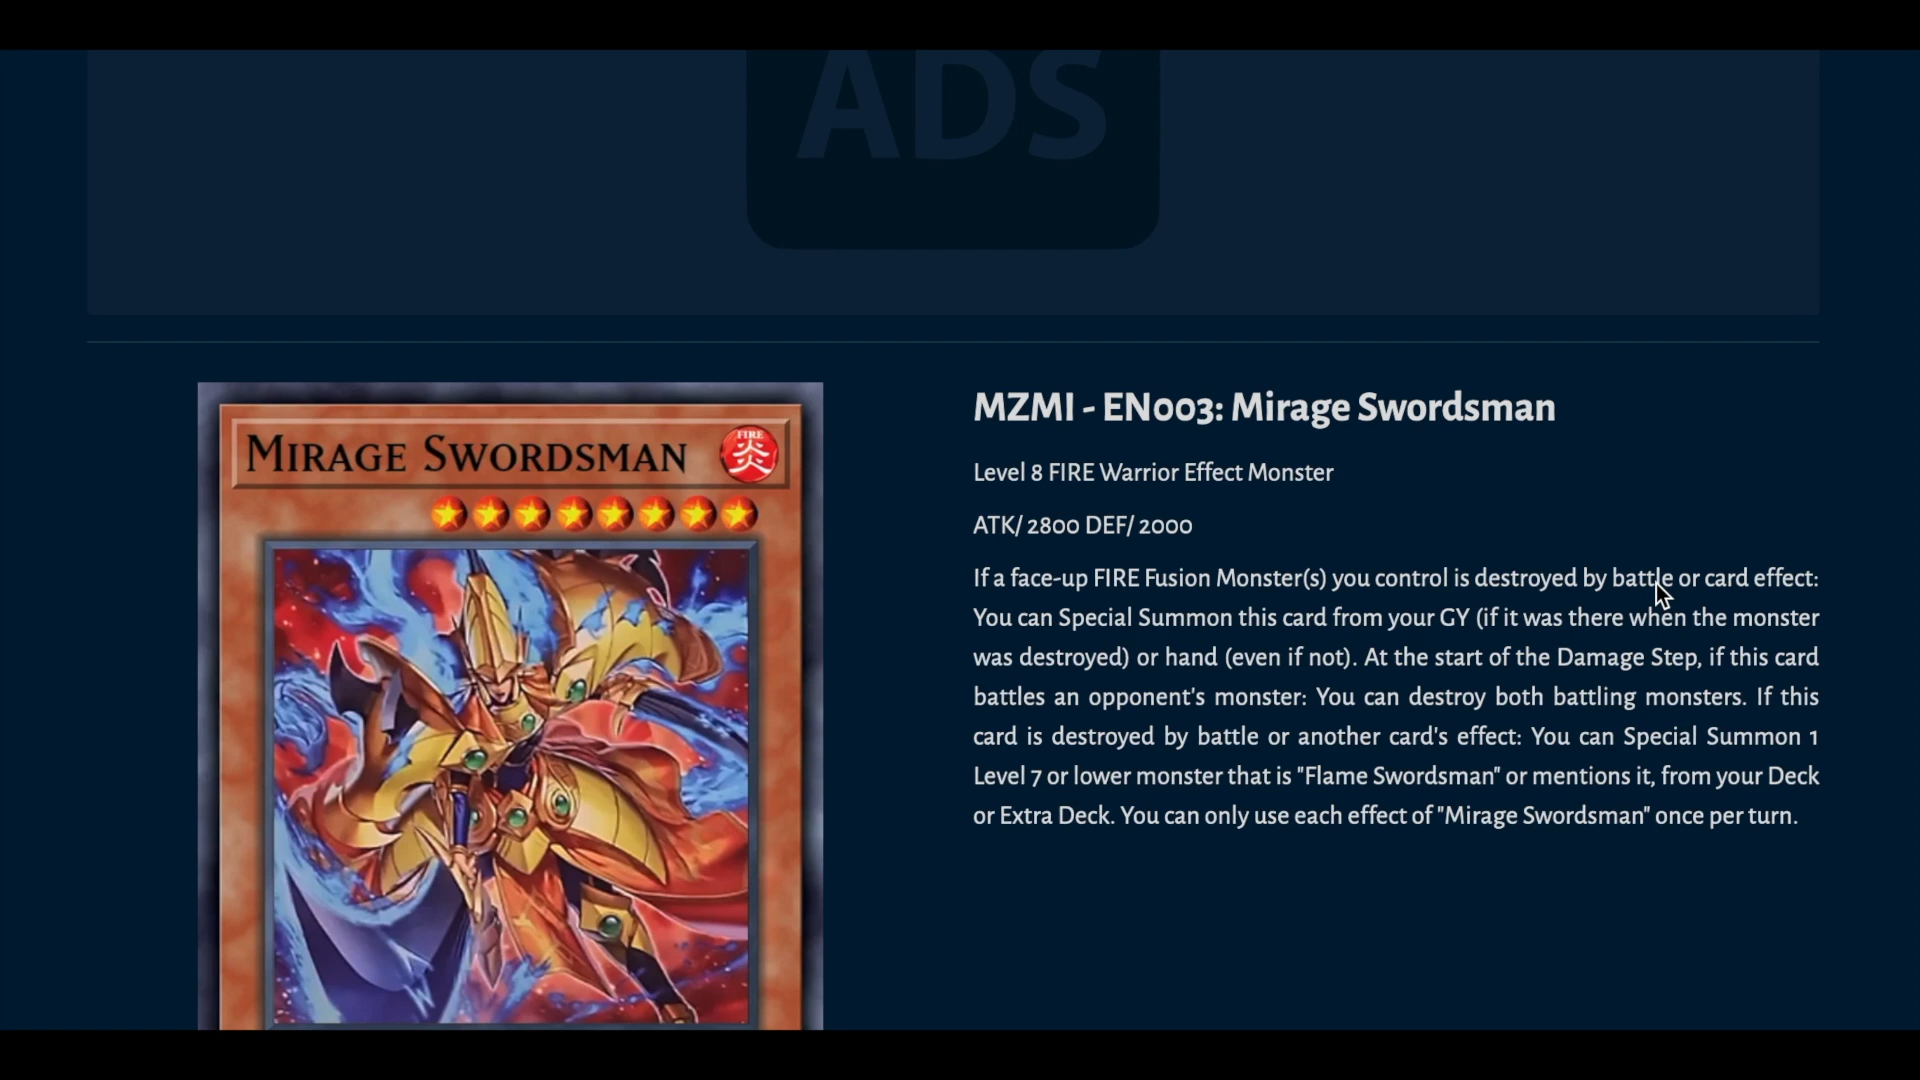 ADS
MIRAGE SWORDSMAN
FIRE
炎
MZMI - EN003: Mirage Swordsman
Level 8 FIRE Warrior Effect Monster
ATK/ 2800 DEF/ 2000
If a face-up FIRE Fusion Monster(s) you control is destroyed by battle or card effect:
You can Special Summon this card from your GY (if it was there when the monster
was destroyed) or hand (even if not). At the start of the Damage Step, if this card
battles an opponent's monster: You can destroy both battling monsters. If this
card is destroyed by battle or another card's effect: You can Special Summon 1
Level 7 or lower monster that is "Flame Swordsman" or mentions it, from your Deck
or Extra Deck. You can only use each effect of "Mirage Swordsman" once per turn.